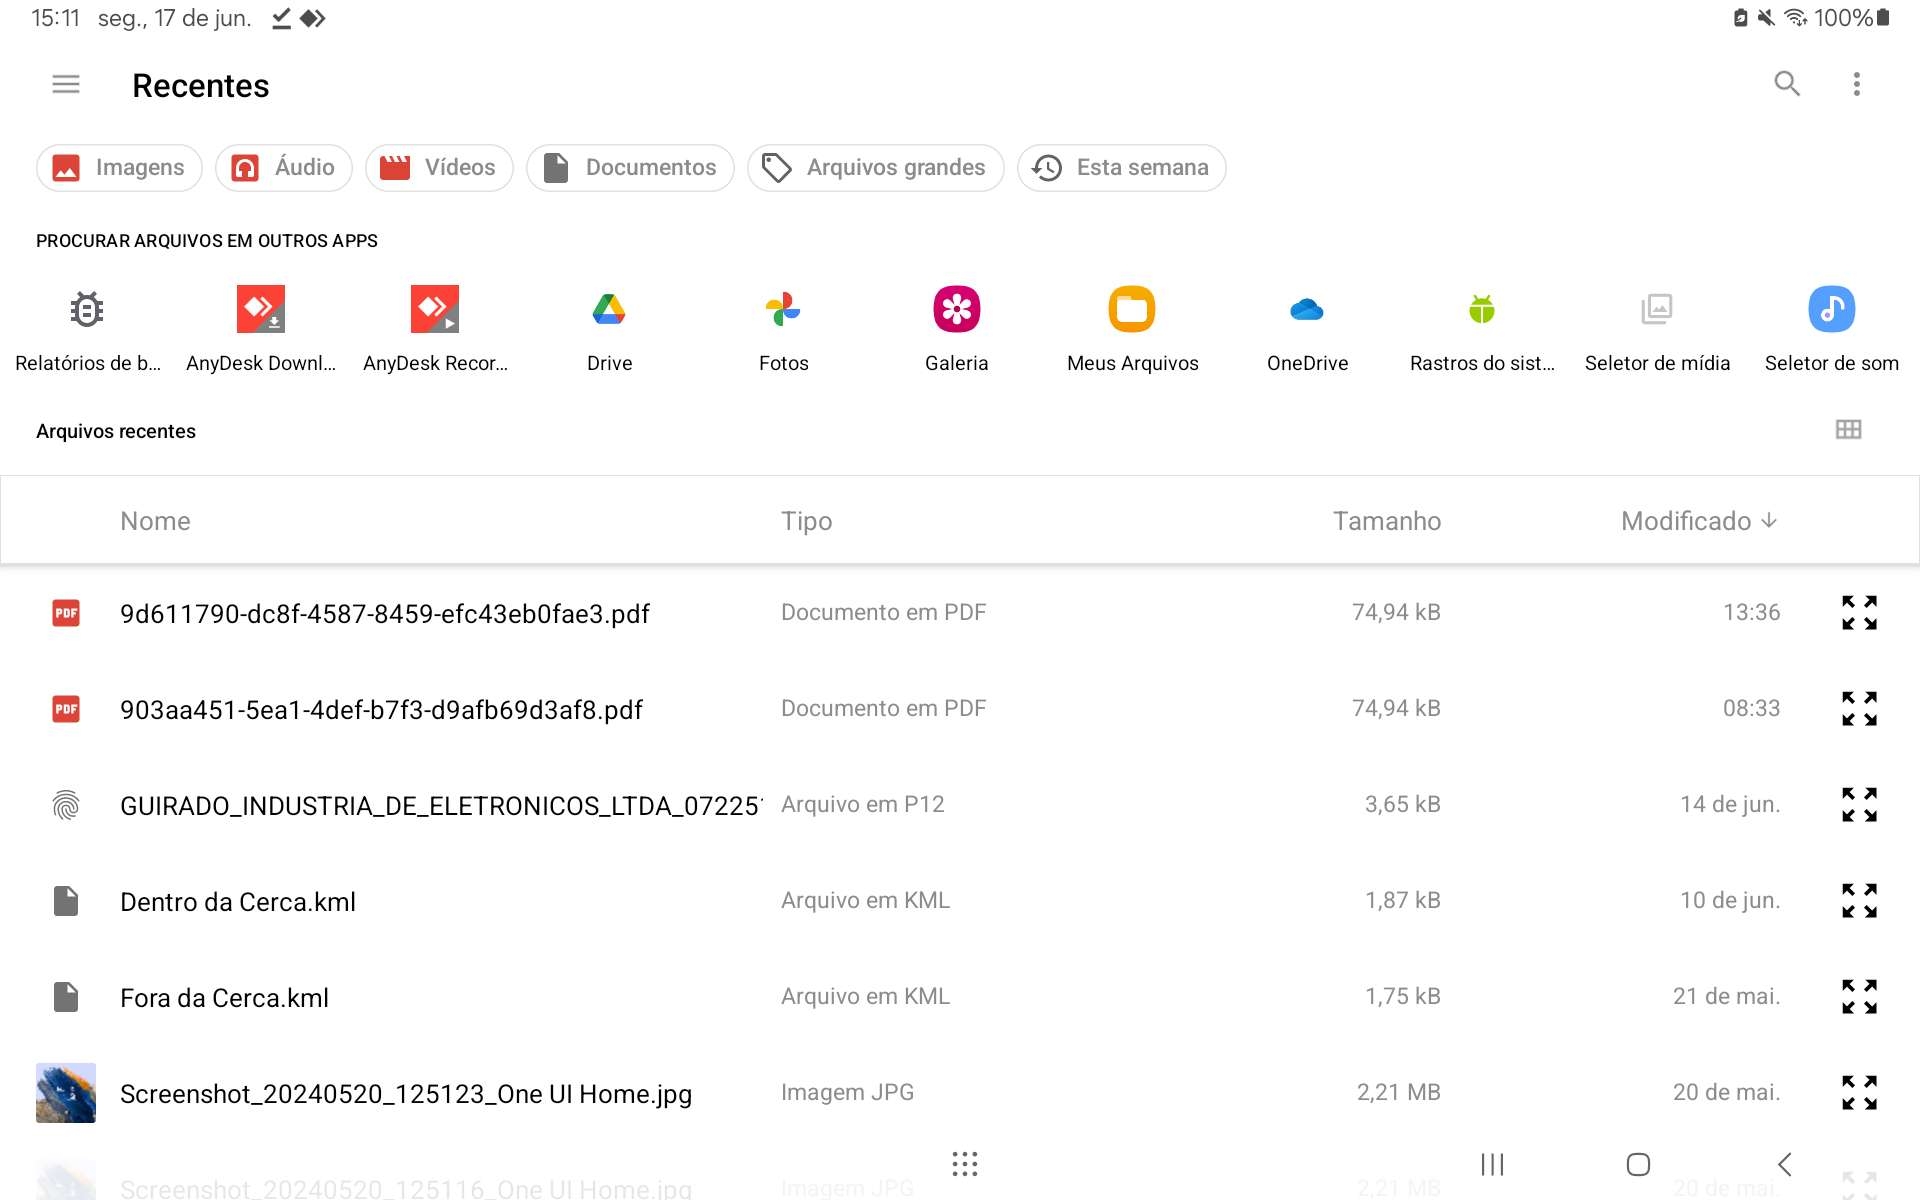 15:11 seg., 17 de jun. 100%
Recentes
Imagens Áudio Vídeos Documentos Arquivos grandes Esta semana
PROCURAR ARQUIVOS EM OUTROS APPS
Relatórios de b... AnyDesk Downl... AnyDesk Recor... Drive Fotos Galeria Meus Arquivos OneDrive Rastros do sist... Seletor de mídia Seletor de som
Arquivos recentes
Nome Tipo Tamanho Modificado
PDF 9d611790-dc8f-4587-8459-efc43eb0fae3.pdf Documento em PDF 74,94 kB 13:36
PDF 903aa451-5ea1-4def-b7f3-d9afb69d3af8.pdf Documento em PDF 74,94 kB 08:33
GUIRADO_INDUSTRIA_DE_ELETRONICOS_LTDA_07225 Arquivo em P12 3,65 kB 14 de jun.
Dentro da Cerca.kml Arquivo em KML 1,87 kB 10 de jun.
Fora da Cerca.kml Arquivo em KML 1,75 kB 21 de mai.
Screenshot_20240520_125123_One UI Home.jpg Imagem JPG 2,21 MB 20 de mai.
Screenshot_20240520_125116_One UI Home.jpg Imagem JPG 2,21 MB 20 de mai.